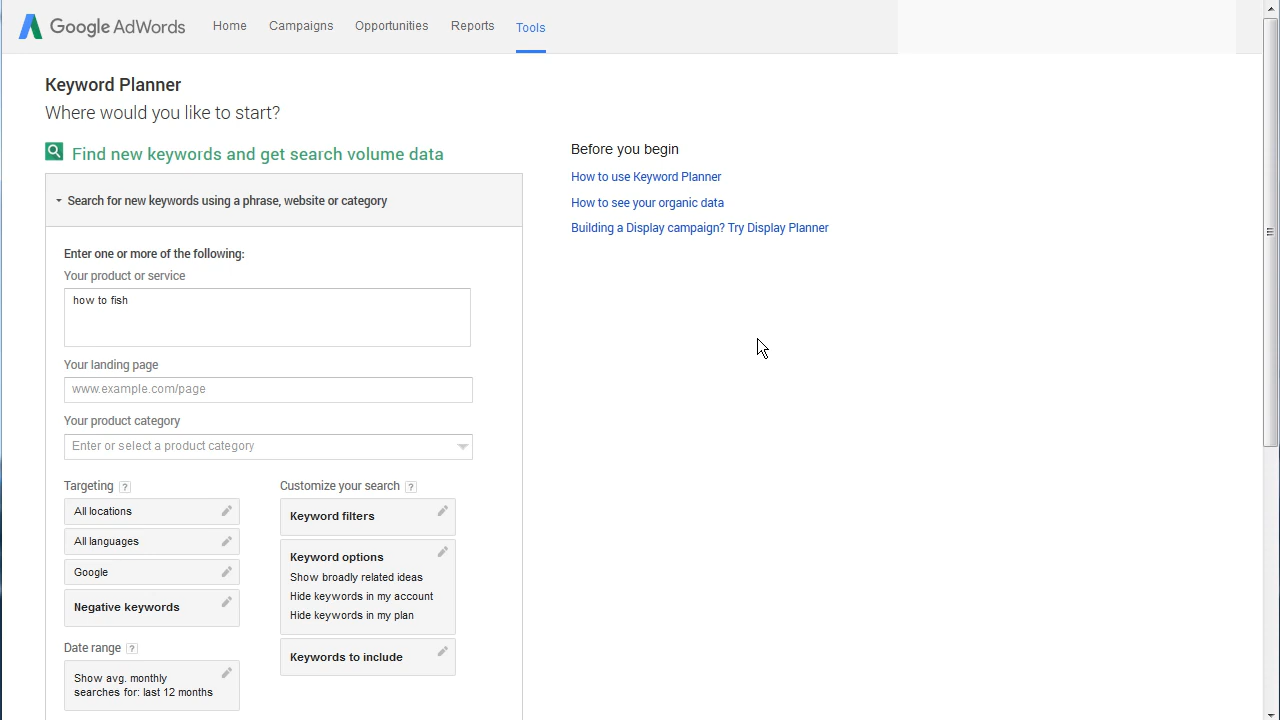 Google AdWords Home Campaigns Opportunities Reports Tools
Keyword Planner
Where would you like to start?
Find new keywords and get search volume data
Search for new keywords using a phrase, website or category
Enter one or more of the following:
Your product or service
how to fish
Your landing page
www.example.com/page
Your product category
Enter or select a product category
Targeting ?
All locations
All languages
Google
Negative keywords
Date range ?
Show avg. monthly
searches for: last 12 months
Customize your search ?
Keyword filters
Keyword options
Show broadly related ideas
Hide keywords in my account
Hide keywords in my plan
Keywords to include
Before you begin
How to use Keyword Planner
How to see your organic data
Building a Display campaign? Try Display Planner